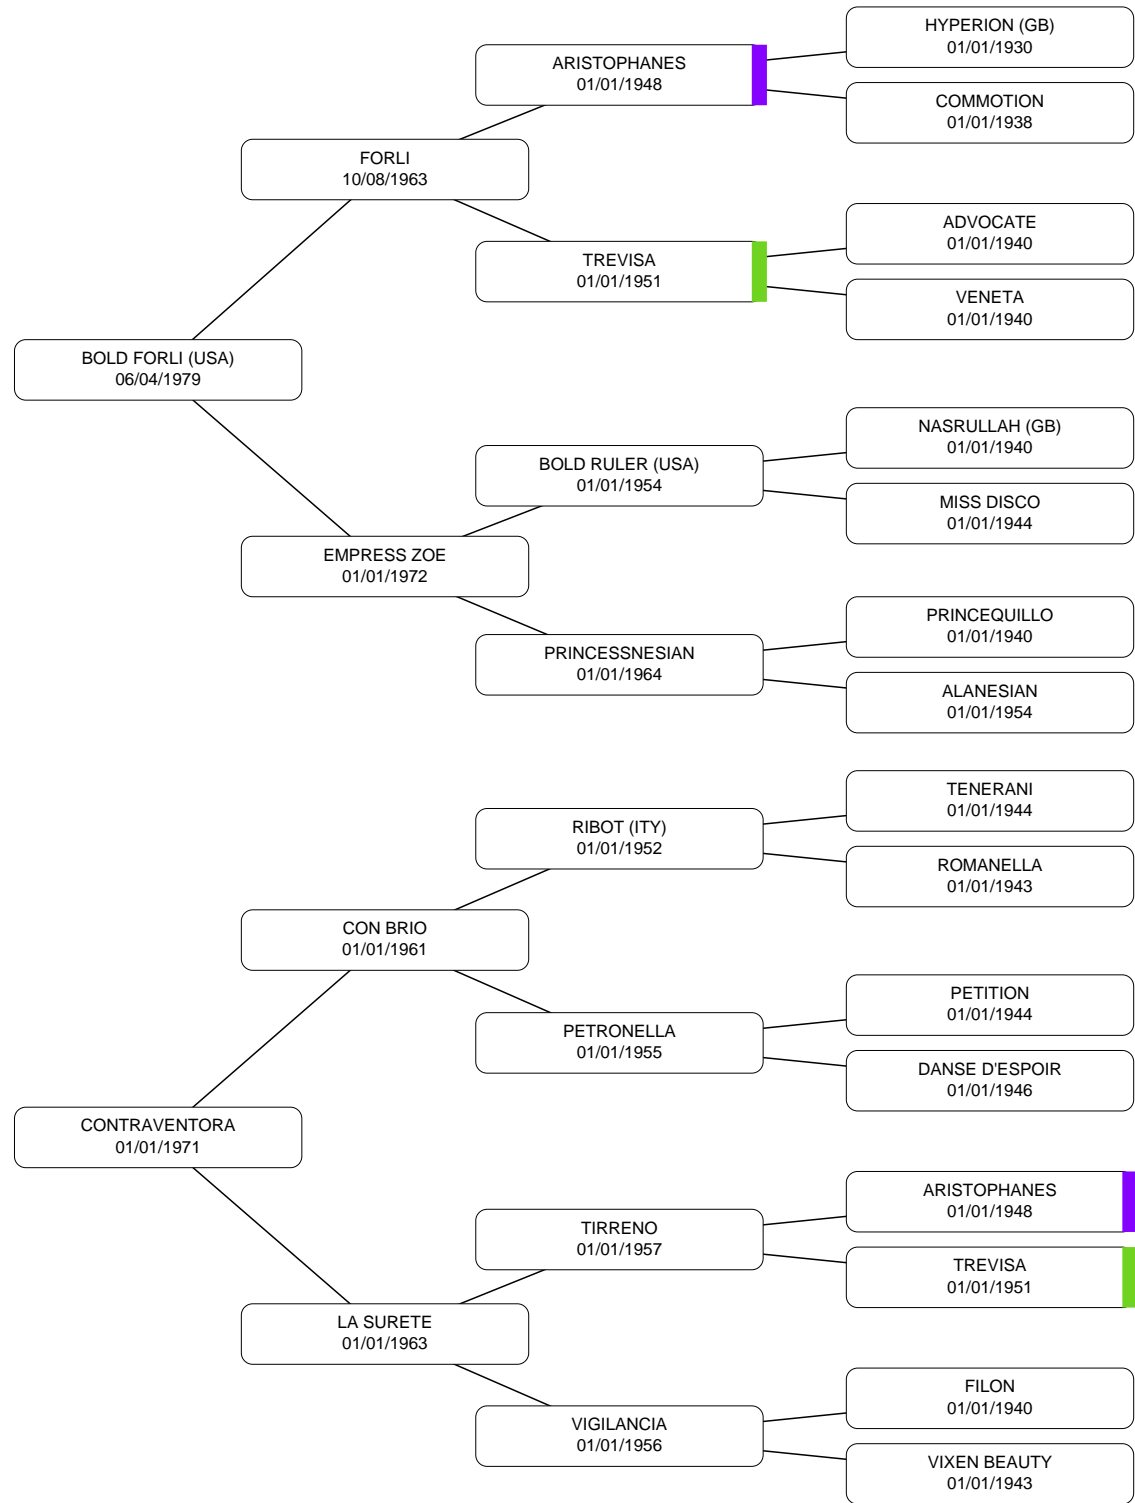 HYPERION (GB)
01/01/1930
ARISTOPHANES
01/01/1948
COMMOTION
01/01/1938
FORLI
10/08/1963
ADVOCATE
01/01/1940
TREVISA
01/01/1951
VENETA
01/01/1940
BOLD FORLI (USA)
06/04/1979
NASRULLAH (GB)
01/01/1940
BOLD RULER (USA)
01/01/1954
MISS DISCO
01/01/1944
EMPRESS ZOE
01/01/1972
PRINCEQUILLO
01/01/1940
PRINCESSNESIAN
01/01/1964
ALANESIAN
01/01/1954
TENERANI
01/01/1944
RIBOT (ITY)
01/01/1952
ROMANELLA
01/01/1943
CON BRIO
01/01/1961
PETITION
01/01/1944
PETRONELLA
01/01/1955
DANSE D'ESPOIR
01/01/1946
CONTRAVENTORA
01/01/1971
ARISTOPHANES
01/01/1948
TIRRENO
01/01/1957
TREVISA
01/01/1951
LA SURETE
01/01/1963
FILON
01/01/1940
VIGILANCIA
01/01/1956
VIXEN BEAUTY
01/01/1943